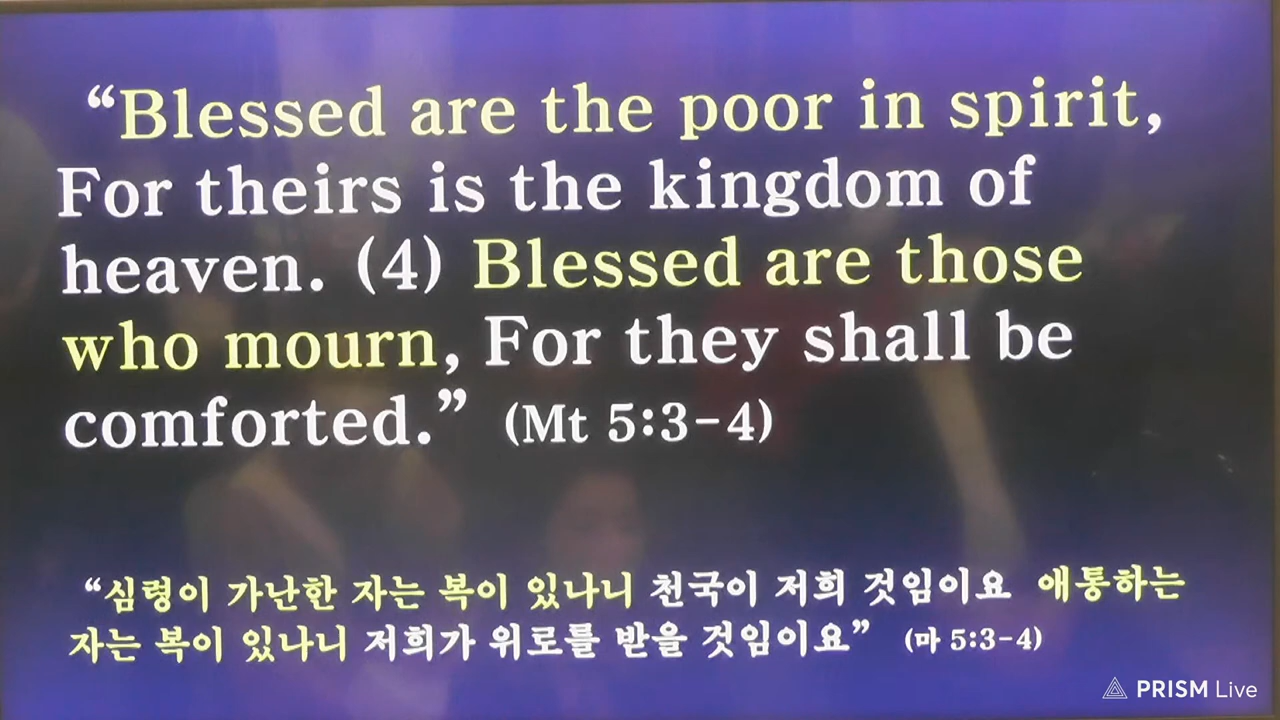 “Blessed are the poor in spirit,
For theirs is the kingdom of
heaven. (4) Blessed are those
who mourn, For they shall be
comforted.” (Mt 5:3-4)
“심령이 가난한 자는 복이 있나니 천국이 저희 것임이요 애통하는
자는 복이 있나니 저희가 위로를 받을 것임이요” (마 5:3-4)
PRISM Live